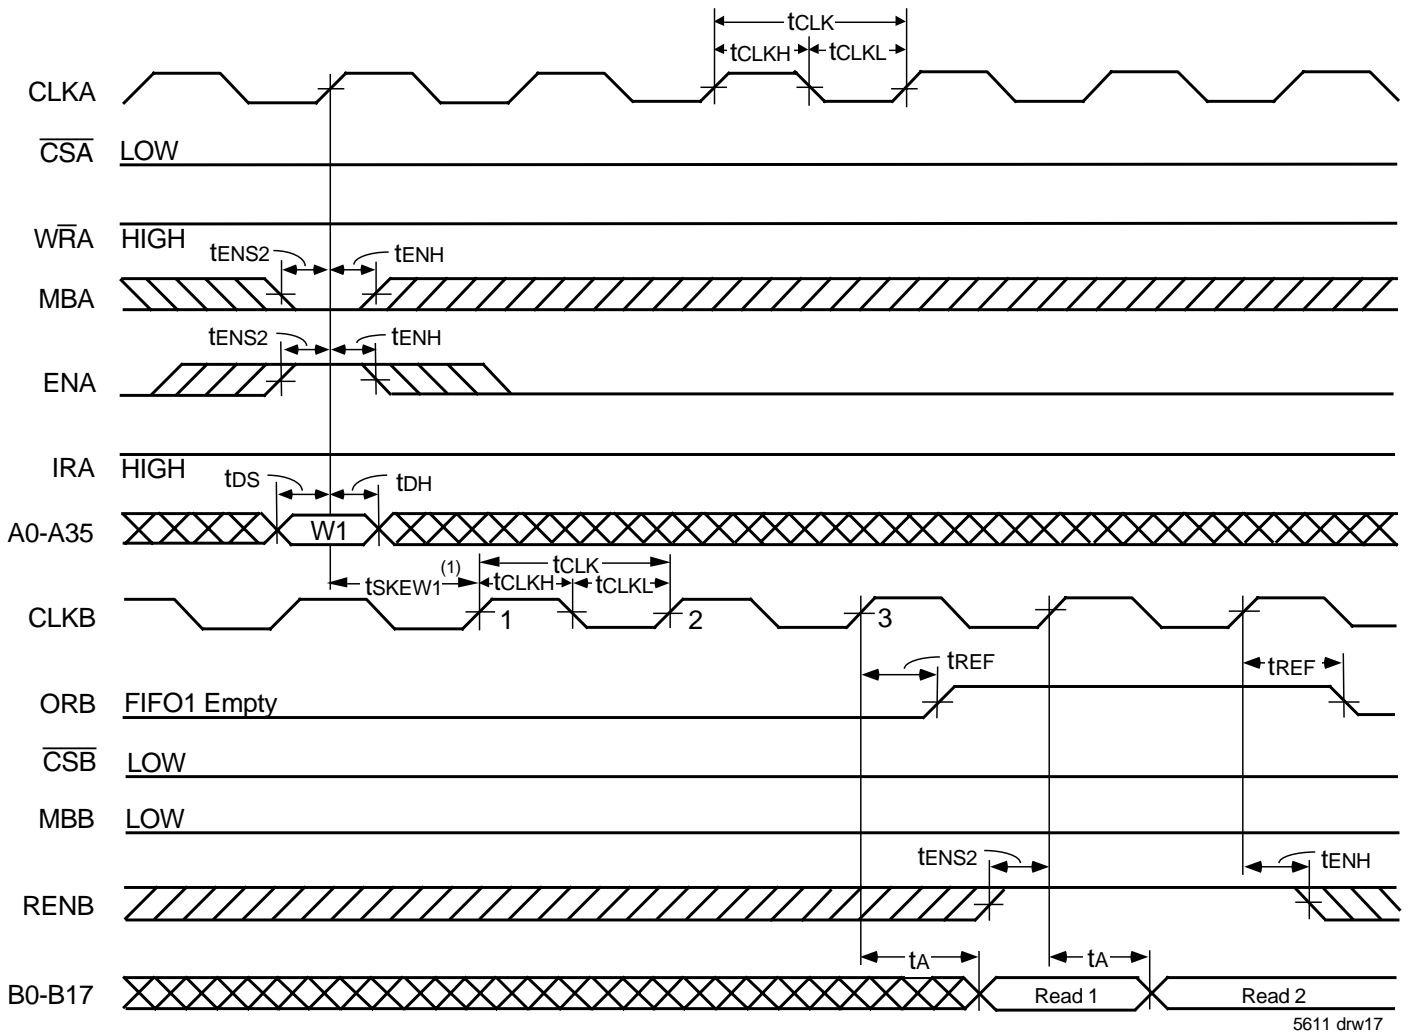 tCLK
tCLKH tCLKL
CLKA
CSA LOW
WRA HIGH
tENS2 tENH
MBA
tENS2 tENH
ENA
IRA HIGH
tDS tDH
A0-A35 W1
(1)
tSKEW1 tCLK
tCLKH tCLKL
CLKB 1 2 3
tREF tREF
ORB FIFO1 Empty
CSB LOW
MBB LOW
tENS2 tENH
RENB
tA tA
B0-B17 Read 1 Read 2
5611 drw17